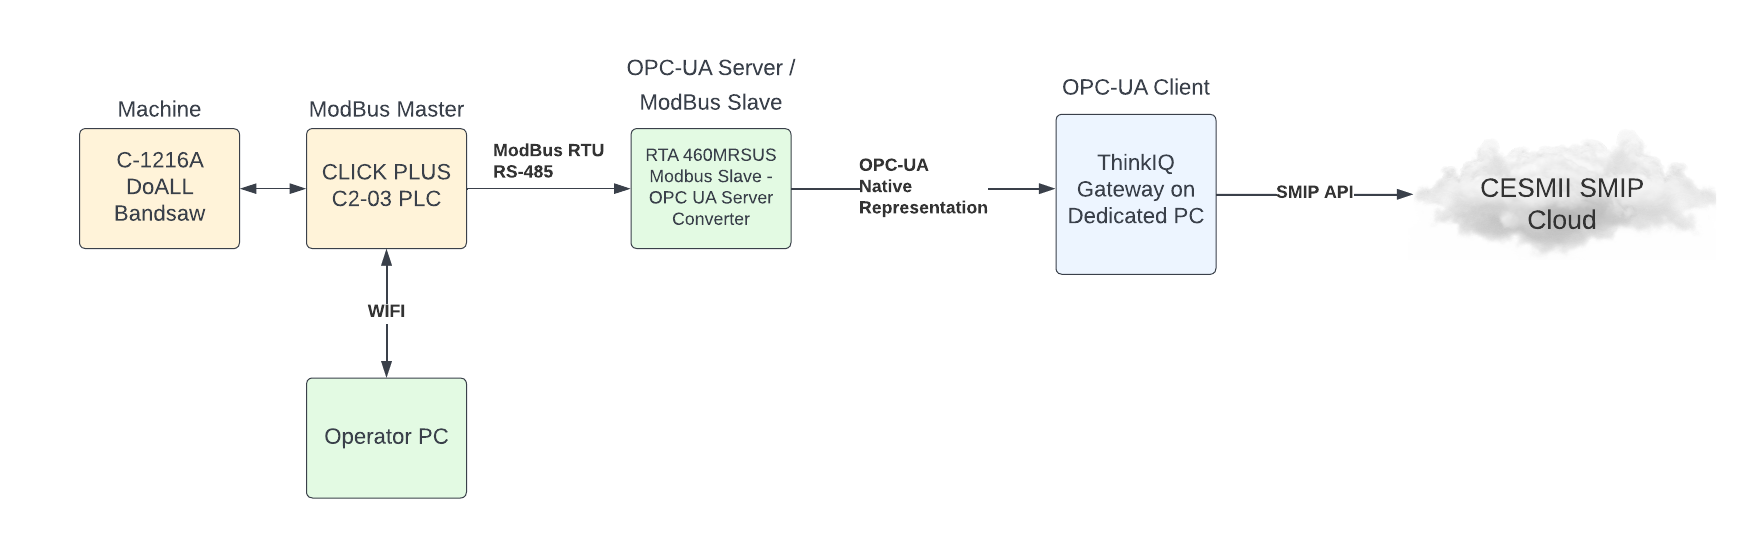 Machine
C-1216A
DoALL
Bandsaw
ModBus Master
CLICK PLUS
C2-03 PLC
ModBus RTU
RS-485
OPC-UA Server /
ModBus Slave
RTA 460MRSUS
Modbus Slave -
OPC UA Server
Converter
OPC-UA
Native
Representation
OPC-UA Client
ThinkIQ
Gateway on
Dedicated PC
SMIP API
CESMII SMIP
Cloud
WIFI
Operator PC